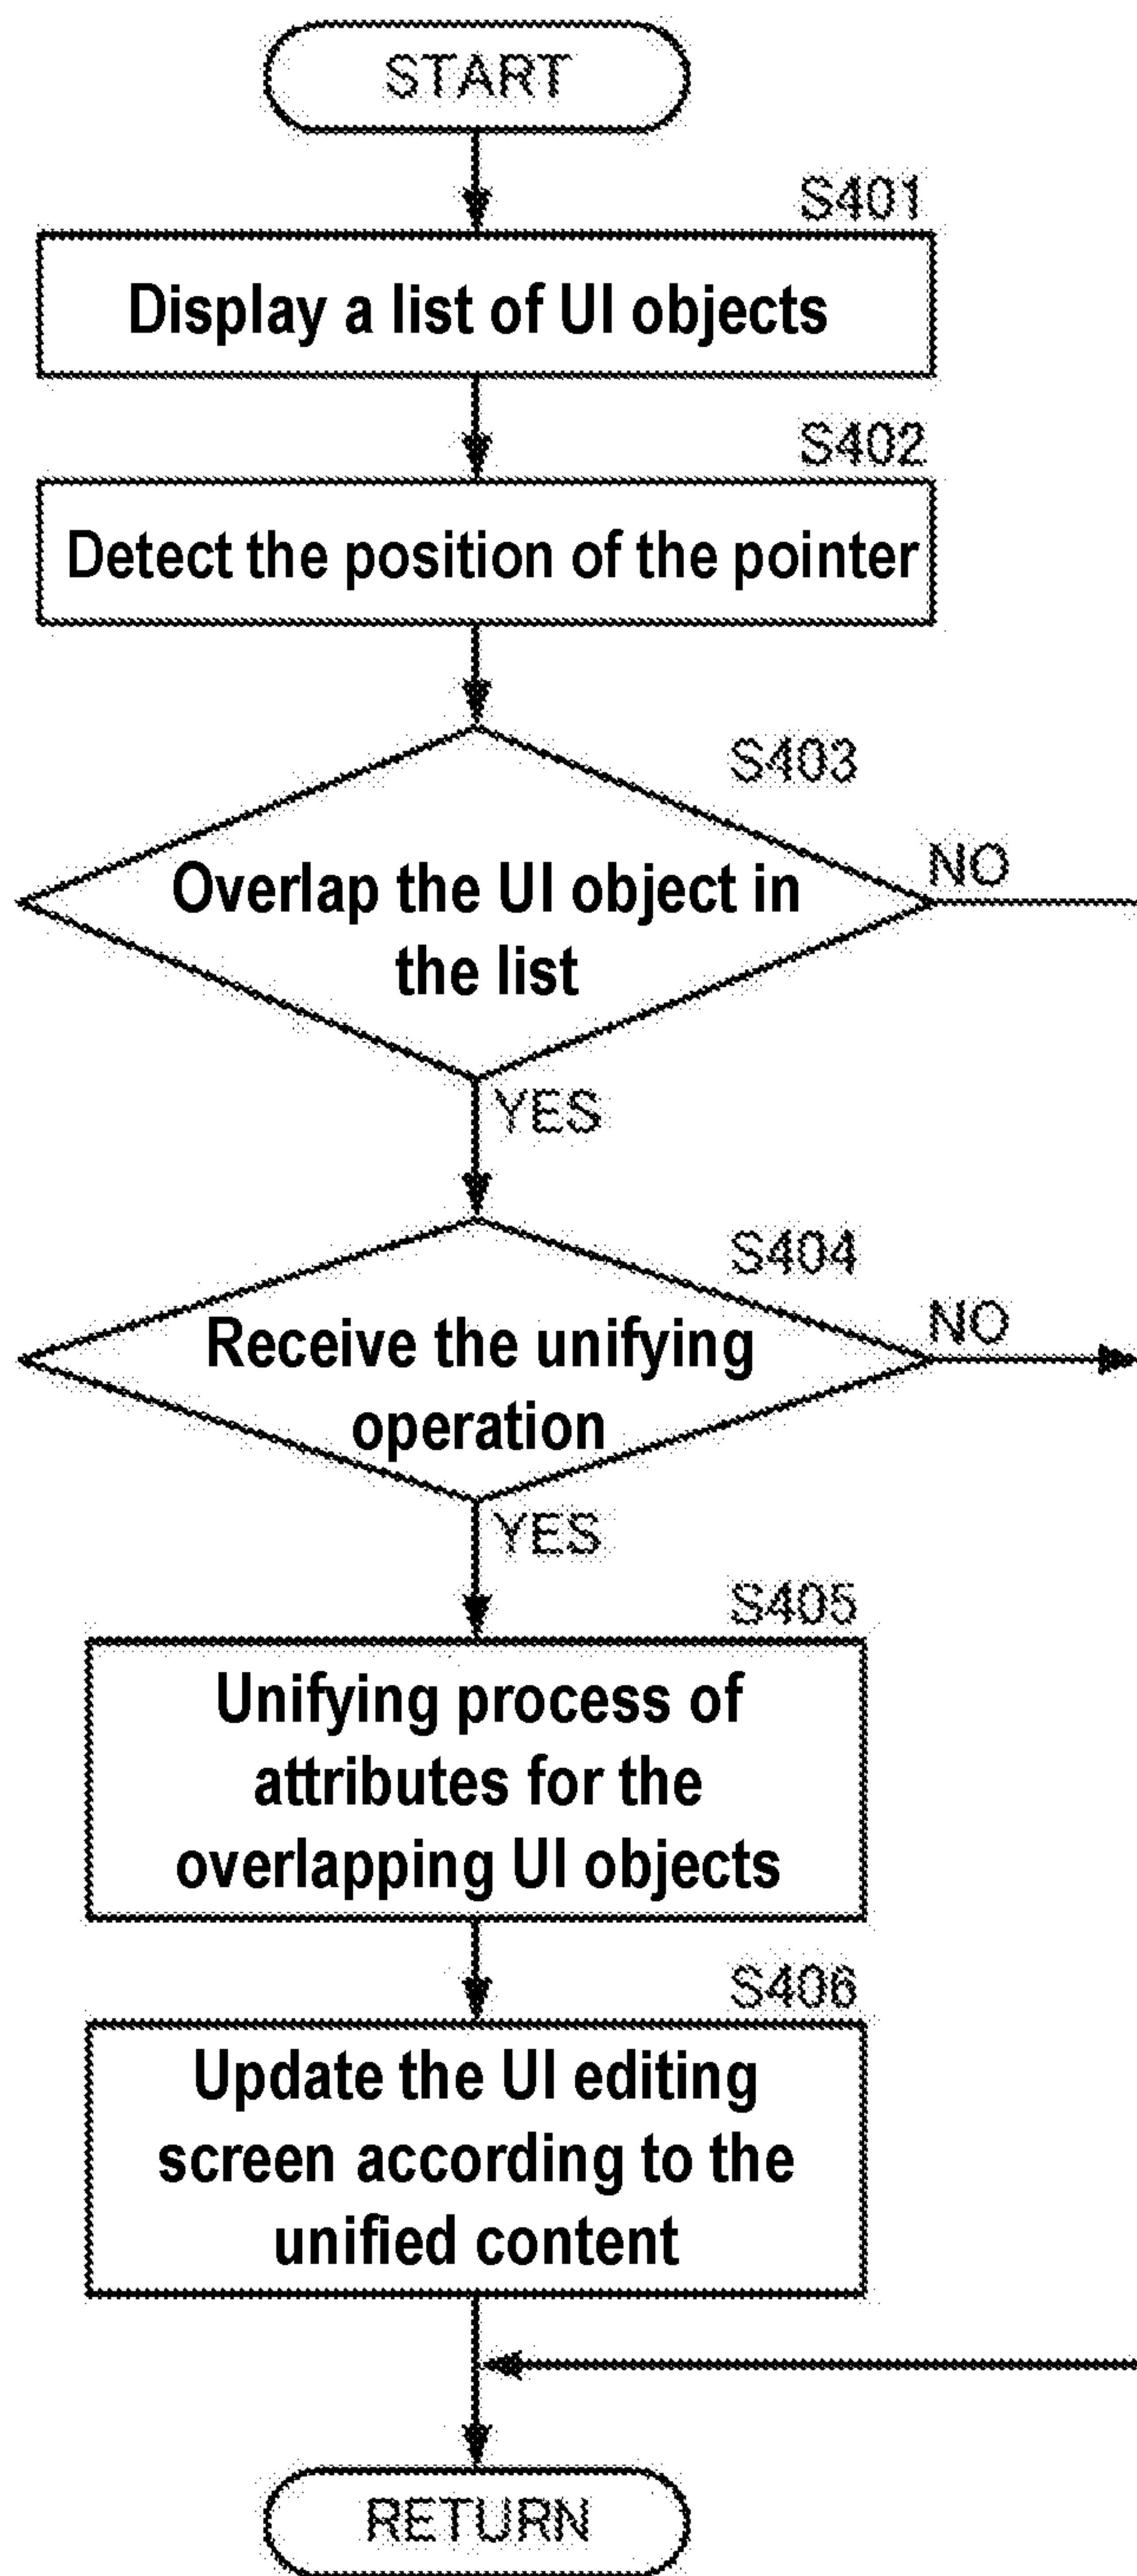 START
S401
Display a list of UI objects
S402
Detect the position of the pointer
S403
Overlap the UI object in
the list
NO
YES
S404
Receive the unifying
operation
NO
YES
S405
Unifying process of
attributes for the
overlapping UI objects
S406
Update the UI editing
screen according to the
unified content
RETURN